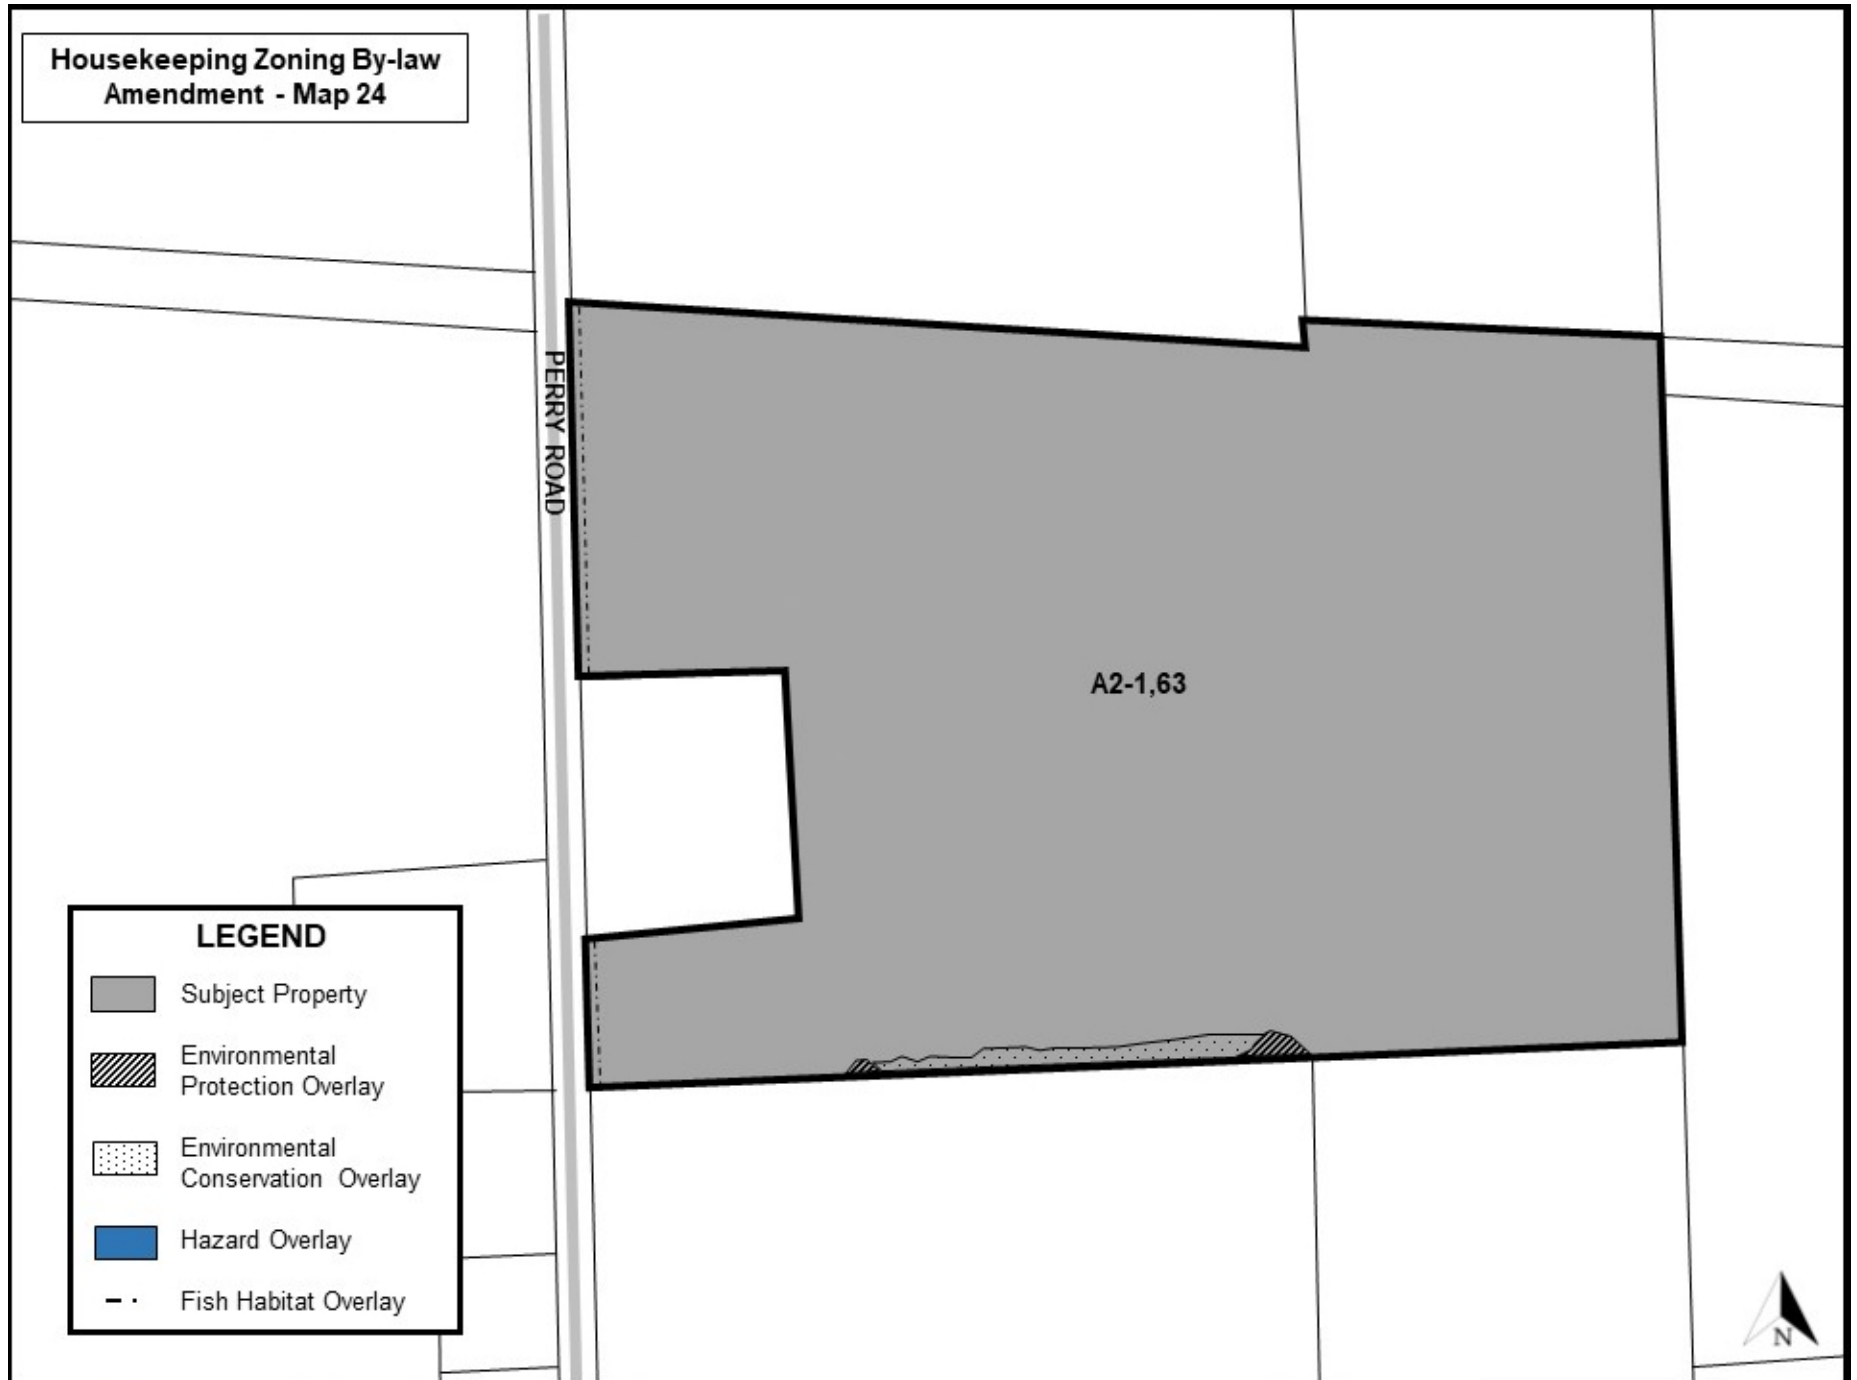 Housekeeping Zoning By-law
Amendment - Map 24
PERRY ROAD
A2-1,63
LEGEND
Subject Property
Environmental
Protection Overlay
Environmental
Conservation Overlay
Hazard Overlay
Fish Habitat Overlay
N